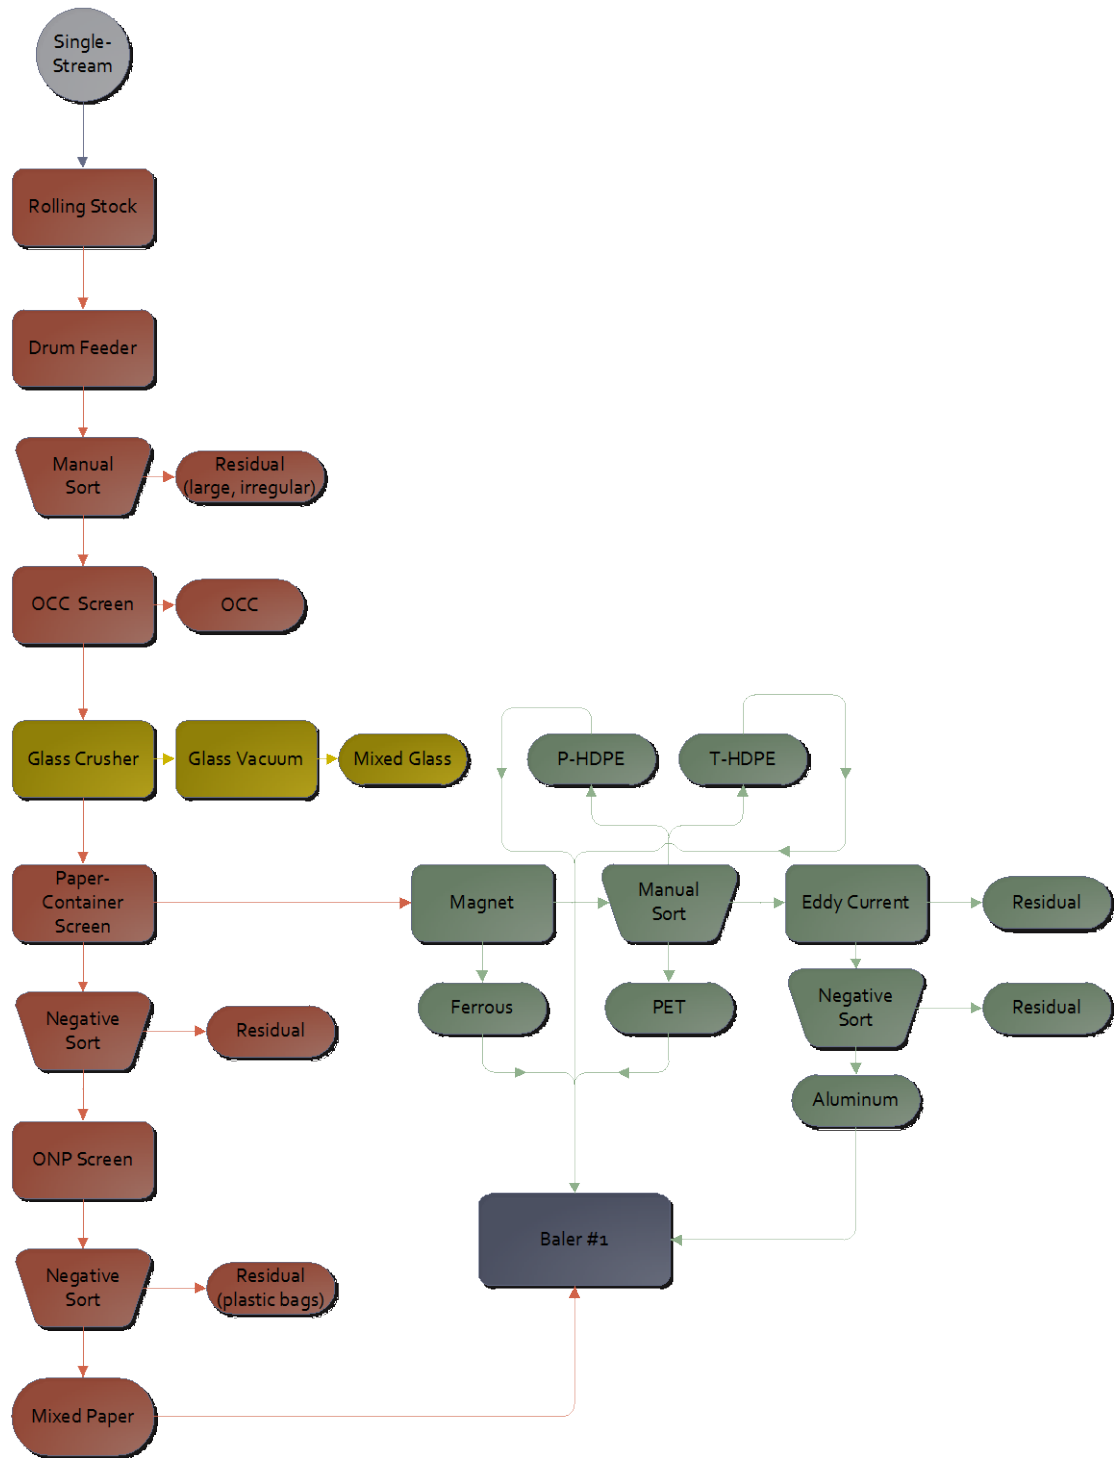 Single-
Stream
Rolling Stock
Drum Feeder
Manual
Sort
Residual
(large, irregular)
OCC Screen
OCC
Glass Crusher
Glass Vacuum
Mixed Glass
P-HDPE
T-HDPE
Paper-
Container
Screen
Magnet
Manual
Sort
Eddy Current
Residual
Negative
Sort
Residual
Ferrous
PET
Negative
Sort
Residual
Aluminum
ONP Screen
Baler #1
Negative
Sort
Residual
(plastic bags)
Mixed Paper